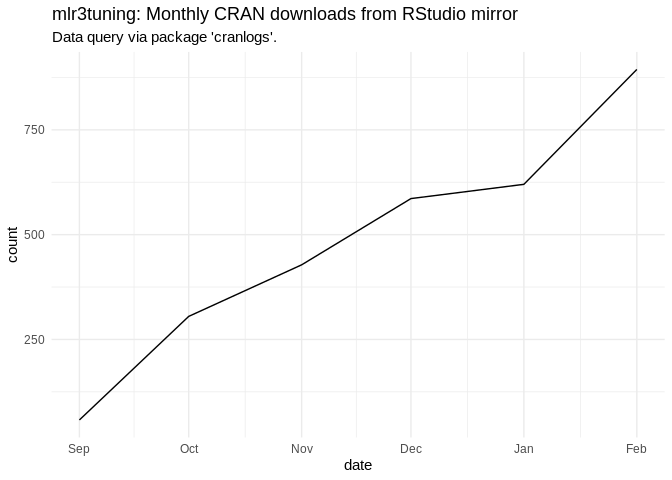 mlr3tuning: Monthly CRAN downloads from RStudio mirror
Data query via package 'cranlogs'.
750
500
250
count
Sep Oct Nov Dec Jan Feb
date